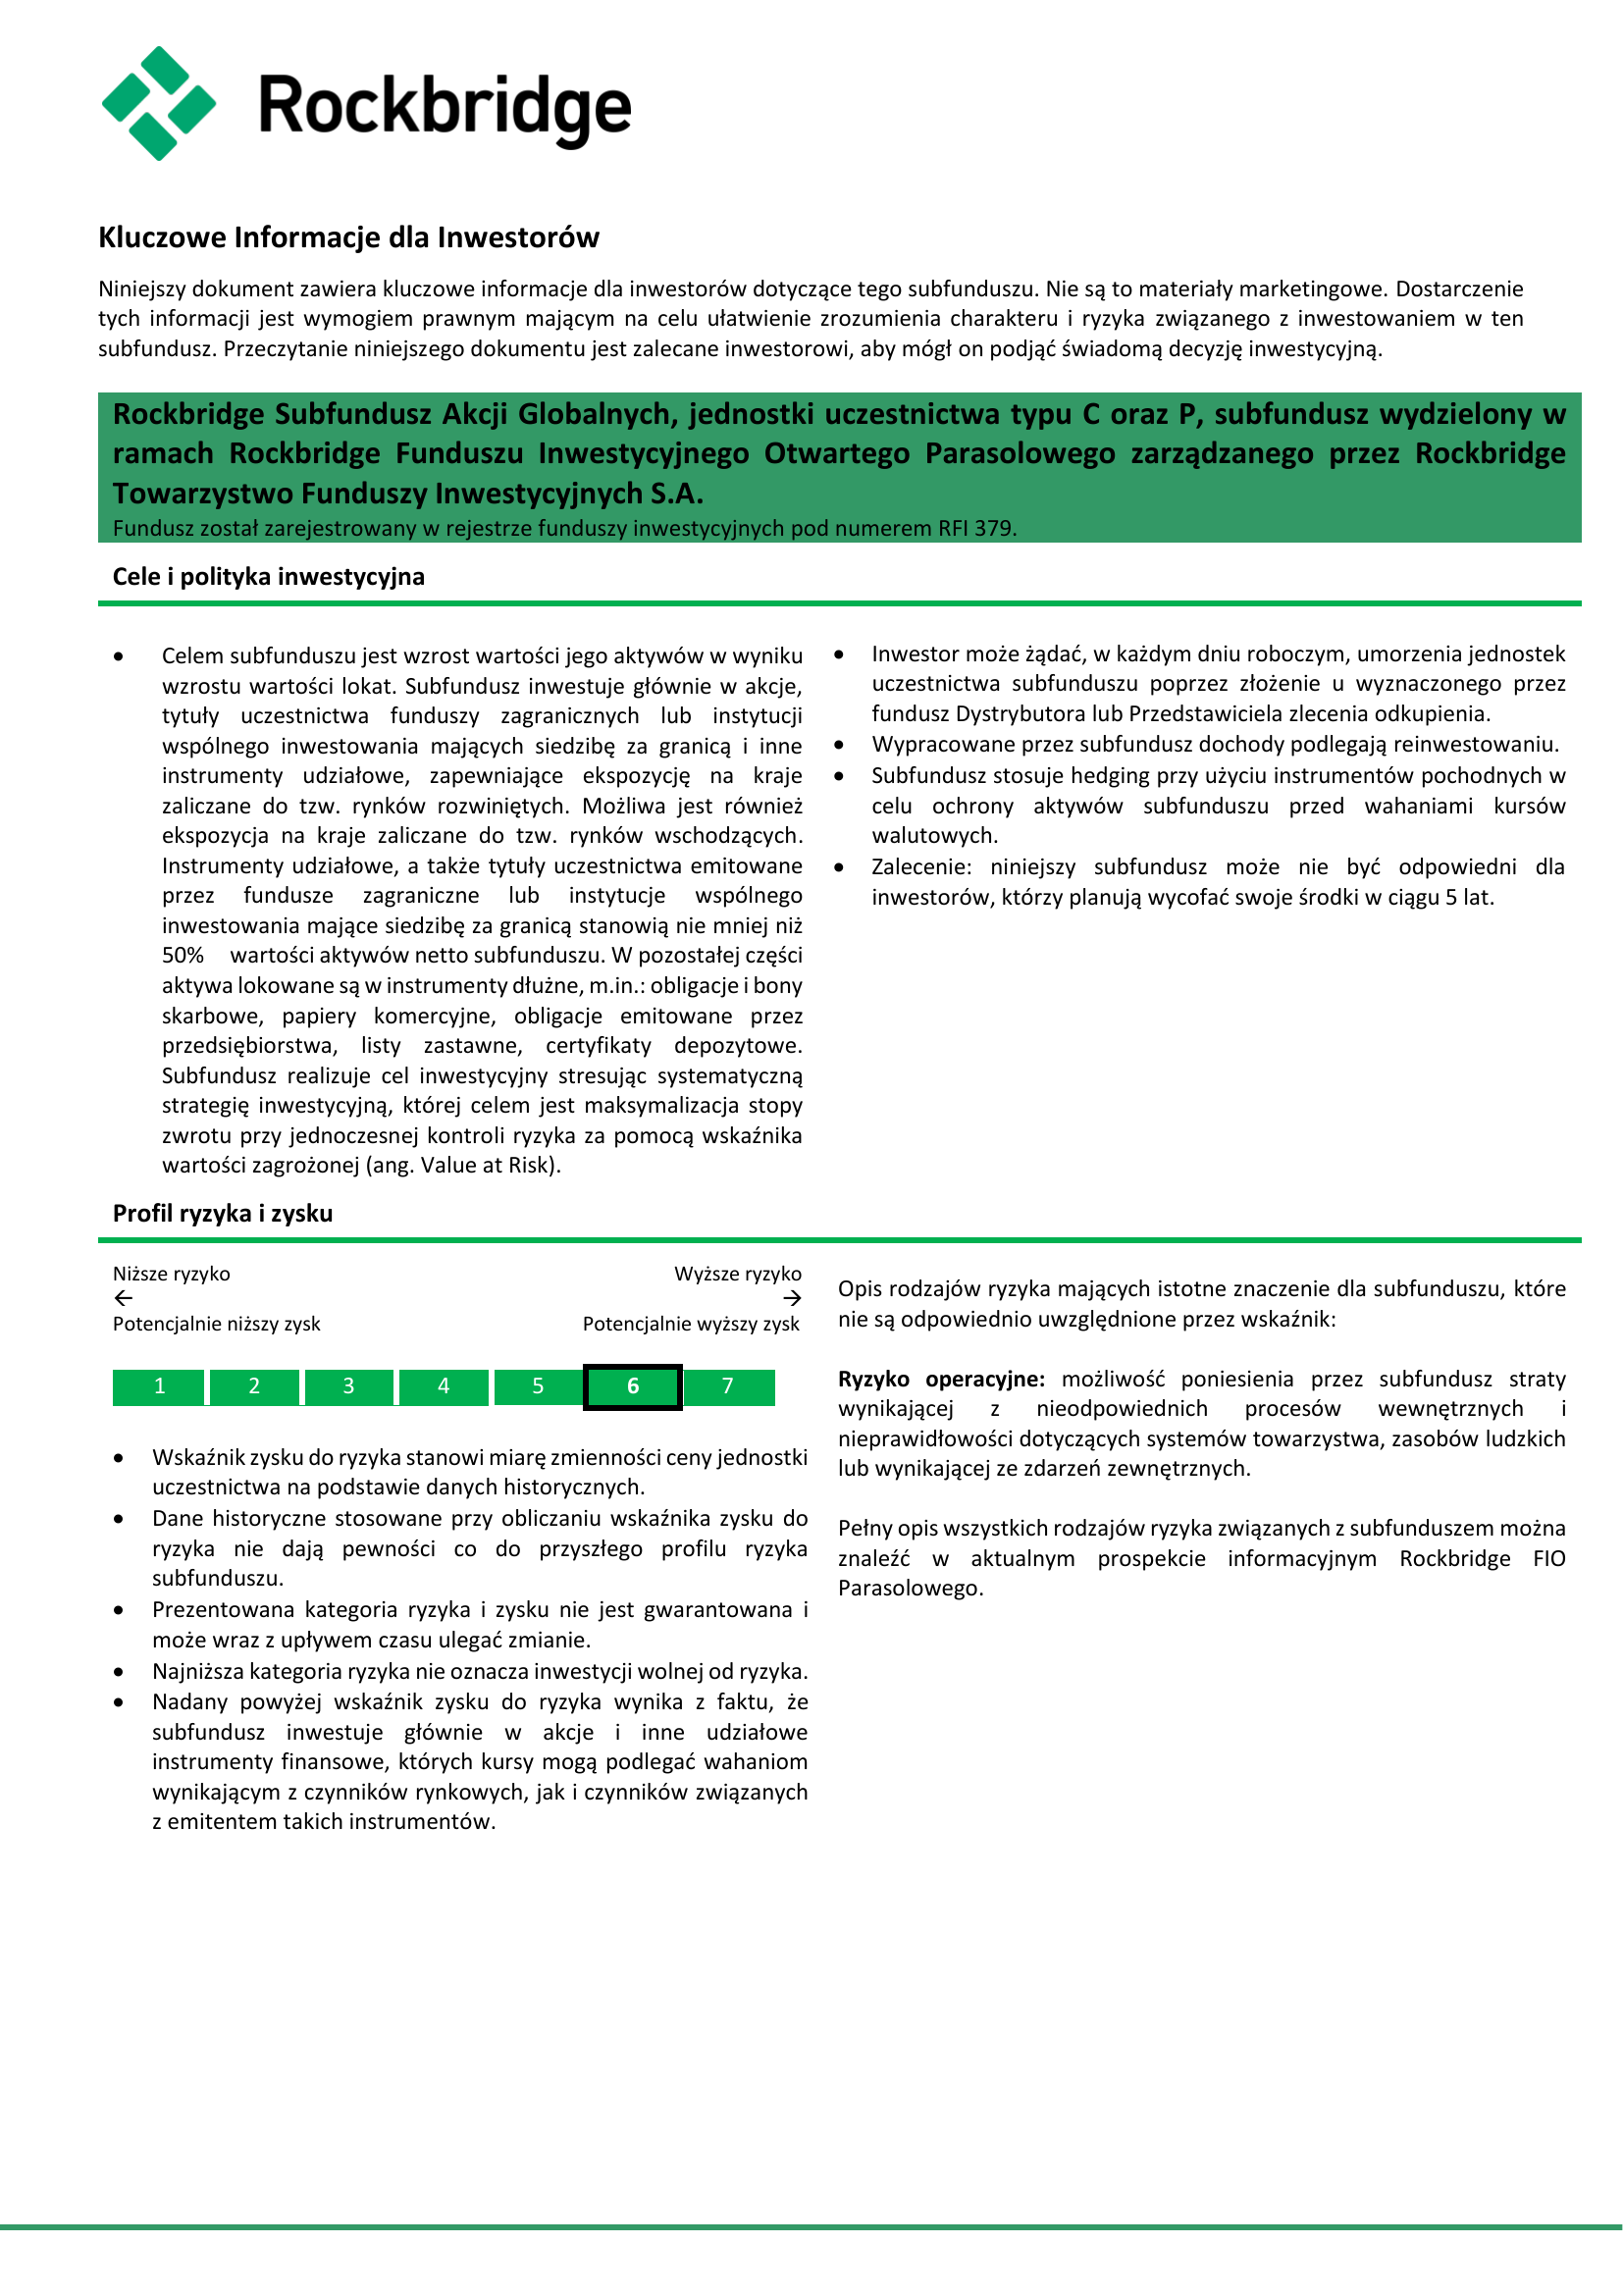 Rockbridge
Kluczowe Informacje dla Inwestorów
Niniejszy dokument zawiera kluczowe informacje dla inwestorów dotyczące tego subfunduszu. Nie są to materiały marketingowe. Dostarczenie
tych informacji jest wymogiem prawnym mającym na celu ułatwienie zrozumienia charakteru i ryzyka związanego z inwestowaniem w ten
subfundusz. Przeczytanie niniejszego dokumentu jest zalecane inwestorowi, aby mógł on podjąć świadomą decyzję inwestycyjną.
Rockbridge Subfundusz Akcji Globalnych, jednostki uczestnictwa typu C oraz P, subfundusz wydzielony w
ramach Rockbridge Funduszu Inwestycyjnego Otwartego Parasolowego zarządzanego przez Rockbridge
Towarzystwo Funduszy Inwestycyjnych S.A.
Fundusz został zarejestrowany w rejestrze funduszy inwestycyjnych pod numerem RFI 379.
Cele i polityka inwestycyjna
• Celem subfunduszu jest wzrost wartości jego aktywów w wyniku
wzrostu wartości lokat. Subfundusz inwestuje głównie w akcje,
tytuły uczestnictwa funduszy zagranicznych lub instytucji
wspólnego inwestowania mających siedzibę za granicą i inne
instrumenty udziałowe, zapewniające ekspozycję na kraje
zaliczane do tzw. rynków rozwiniętych. Możliwa jest również
ekspozycja na kraje zaliczane do tzw. rynków wschodzących.
Instrumenty udziałowe, a także tytuły uczestnictwa emitowane
przez fundusze zagraniczne lub instytucje wspólnego
inwestowania mające siedzibę za granicą stanowią nie mniej niż
50% wartości aktywów netto subfunduszu. W pozostałej części
aktywa lokowane są w instrumenty dłużne, m.in.: obligacje i bony
skarbowe, papiery komercyjne, obligacje emitowane przez
przedsiębiorstwa, listy zastawne, certyfikaty depozytowe.
Subfundusz realizuje cel inwestycyjny stresując systematyczną
strategię inwestycyjną, której celem jest maksymalizacja stopy
zwrotu przy jednoczesnej kontroli ryzyka za pomocą wskaźnika
wartości zagrożonej (ang. Value at Risk).
• Inwestor może żądać, w każdym dniu roboczym, umorzenia jednostek
uczestnictwa subfunduszu poprzez złożenie u wyznaczonego przez
fundusz Dystrybutora lub Przedstawiciela zlecenia odkupienia.
• Wypracowane przez subfundusz dochody podlegają reinwestowaniu.
• Subfundusz stosuje hedging przy użyciu instrumentów pochodnych w
celu ochrony aktywów subfunduszu przed wahaniami kursów
walutowych.
• Zalecenie: niniejszy subfundusz może nie być odpowiedni dla
inwestorów, którzy planują wycofać swoje środki w ciągu 5 lat.
Profil ryzyka i zysku
Niższe ryzyko Wyższe ryzyko
← →
Potencjalnie niższy zysk Potencjalnie wyższy zysk
1 2 3 4 5 6 7
• Wskaźnik zysku do ryzyka stanowi miarę zmienności ceny jednostki
uczestnictwa na podstawie danych historycznych.
• Dane historyczne stosowane przy obliczaniu wskaźnika zysku do
ryzyka nie dają pewności co do przyszłego profilu ryzyka
subfunduszu.
• Prezentowana kategoria ryzyka i zysku nie jest gwarantowana i
może wraz z upływem czasu ulegać zmianie.
• Najniższa kategoria ryzyka nie oznacza inwestycji wolnej od ryzyka.
• Nadany powyżej wskaźnik zysku do ryzyka wynika z faktu, że
subfundusz inwestuje głównie w akcje i inne udziałowe
instrumenty finansowe, których kursy mogą podlegać wahaniom
wynikającym z czynników rynkowych, jak i czynników związanych
z emitentem takich instrumentów.
Opis rodzajów ryzyka mających istotne znaczenie dla subfunduszu, które
nie są odpowiednio uwzględnione przez wskaźnik:
Ryzyko operacyjne: możliwość poniesienia przez subfundusz straty
wynikającej z nieodpowiednich procesów wewnętrznych i
nieprawidłowości dotyczących systemów towarzystwa, zasobów ludzkich
lub wynikającej ze zdarzeń zewnętrznych.
Pełny opis wszystkich rodzajów ryzyka związanych z subfunduszem można
znaleźć w aktualnym prospekcie informacyjnym Rockbridge FIO
Parasolowego.